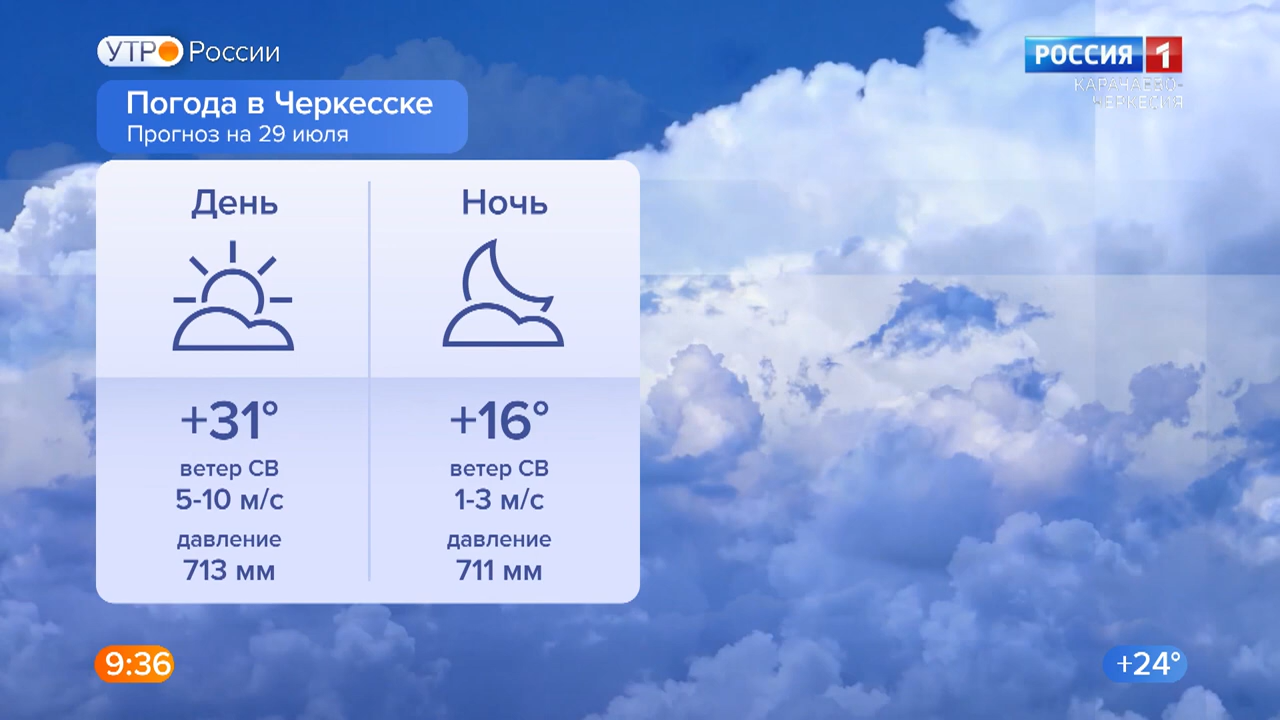 УТРО России
РОССИЯ 1
КАРАЧАЕВО-
ЧЕРКЕСИЯ
Погода в Черкесске
Прогноз на 29 июля
День
Ночь
+31°
+16°
ветер СВ
ветер СВ
5-10 м/с
1-3 м/с
давление
давление
713 мм
711 мм
9:36
+24°